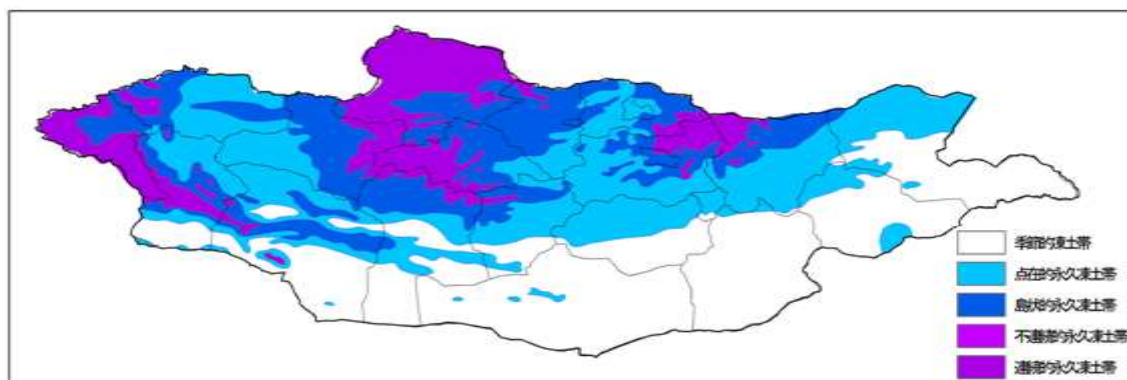 季節的凍土帯
点在的永久凍土帯
島状的永久凍土帯
不連続的永久凍土帯
連続的永久凍土帯